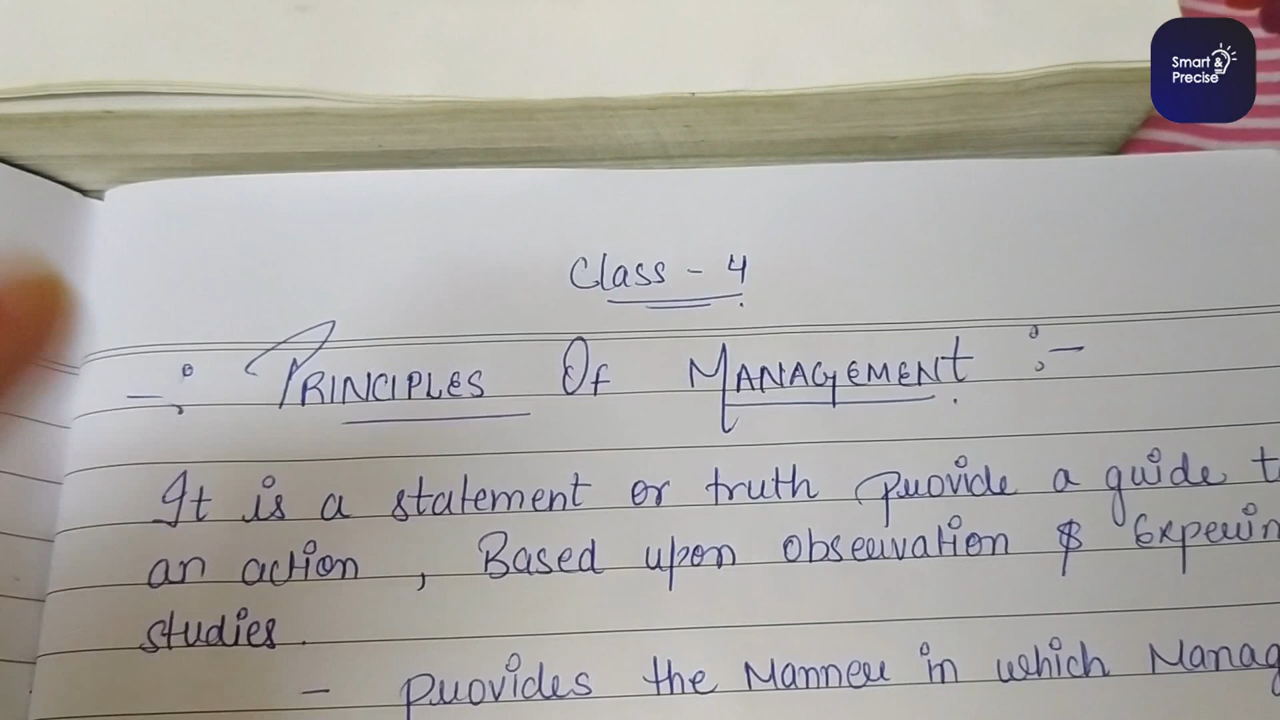 Smart &
Precise
Class - 4
-: PRINCIPLES Of MANAGEMENT :-
It is a statement or truth provide a guide
an action, Based upon observation &
studies.
- provides the Manner in which